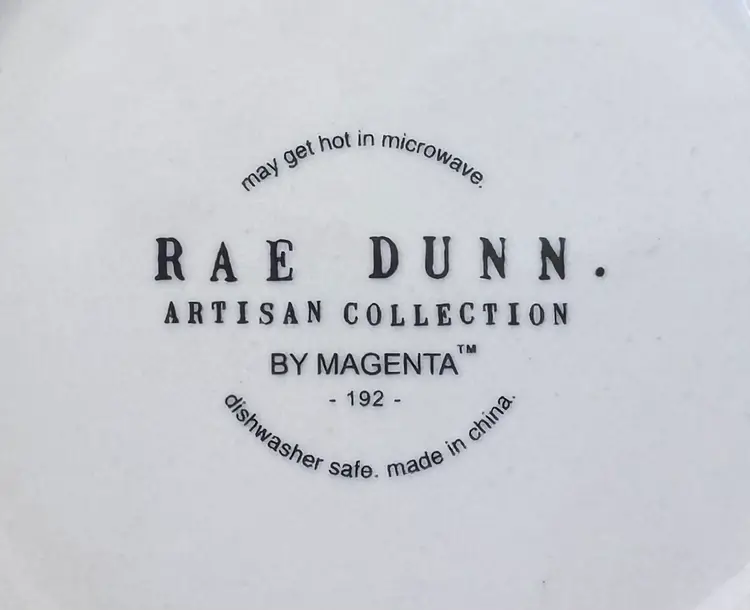 may get hot in microwave.
RAE DUNN.
ARTISAN COLLECTION
BY MAGENTA™
- 192 -
dishwasher safe. made in china.